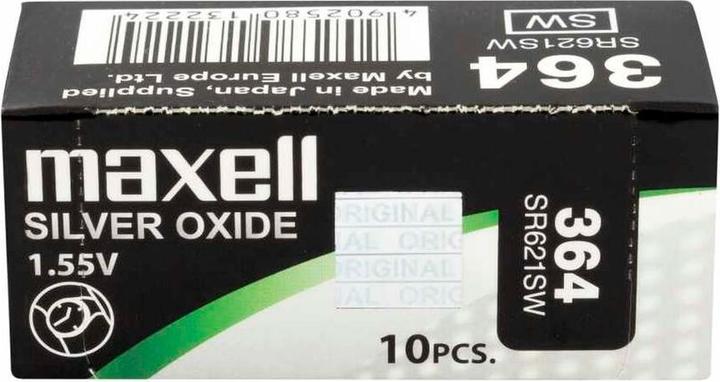 4 902580 132224
Made in Japan, Supplied
by Maxell Europe Ltd.
SW
SR621SW
364
maxell
SILVER OXIDE
1.55V
ORIGINAL
ORIGINAL
364
SR621SW
10PCS.